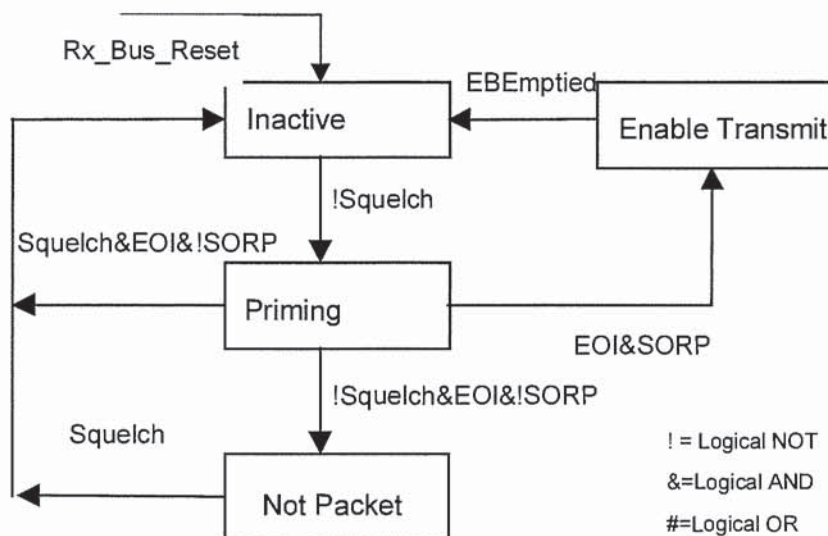 Rx_Bus_Reset
EBEmptied
Inactive
Enable Transmit
!Squelch
Squelch&EOI&!SORP
Priming
EOI&SORP
!Squelch&EOI&!SORP
Squelch
! = Logical NOT
&=Logical AND
Not Packet
#=Logical OR